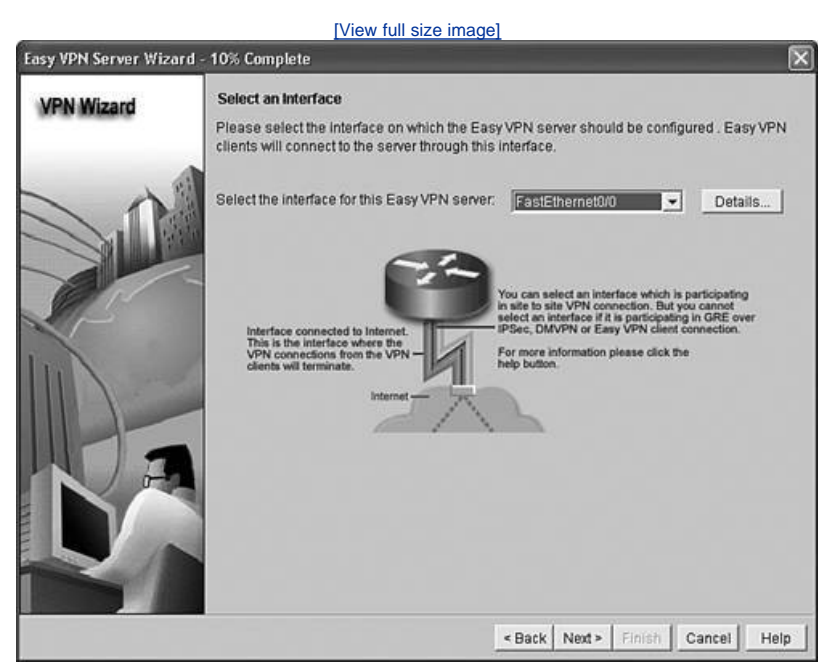 [View full size image]
Easy VPN Server Wizard - 10% Complete
VPN Wizard
Select an Interface
Please select the interface on which the Easy VPN server should be configured . Easy VPN
clients will connect to the server through this interface.
Select the interface for this Easy VPN server:
FastEthernet0/0
Details...
Interface connected to Internet.
This is the interface where the
VPN connections from the VPN
clients will terminate.
You can select an interface which is participating
in site to site VPN connection. But you cannot
select an interface if it is participating in GRE over
IPSec, DMVPN or Easy VPN client connection.
For more information please click the
help button.
Internet
< Back
Next >
Finish
Cancel
Help